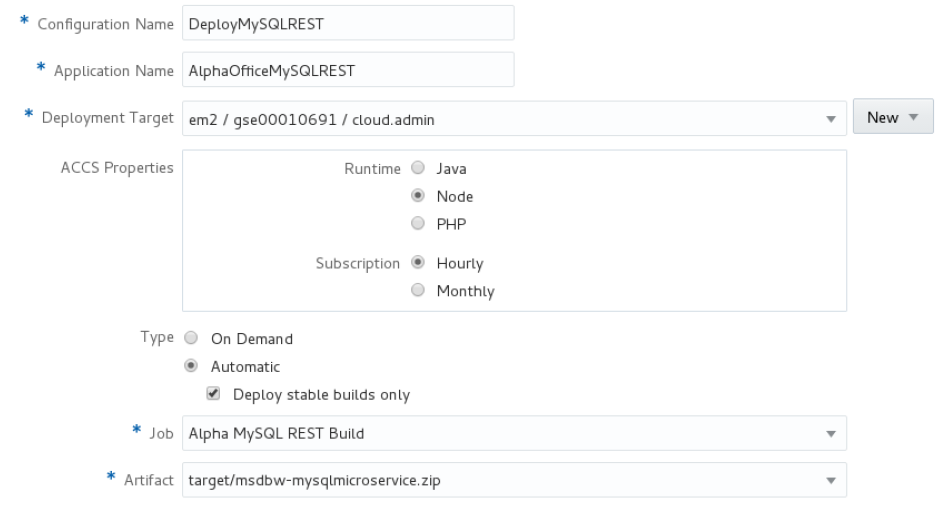 * Configuration Name DeployMySQLREST
* Application Name AlphaOfficeMySQLREST
* Deployment Target em2 / gse00010691 / cloud.admin New
ACCS Properties Runtime Java
Node
PHP
Subscription Hourly
Monthly
Type On Demand
Automatic
Deploy stable builds only
* Job Alpha MySQL REST Build
* Artifact target/msdbw-mysqlmicroservice.zip